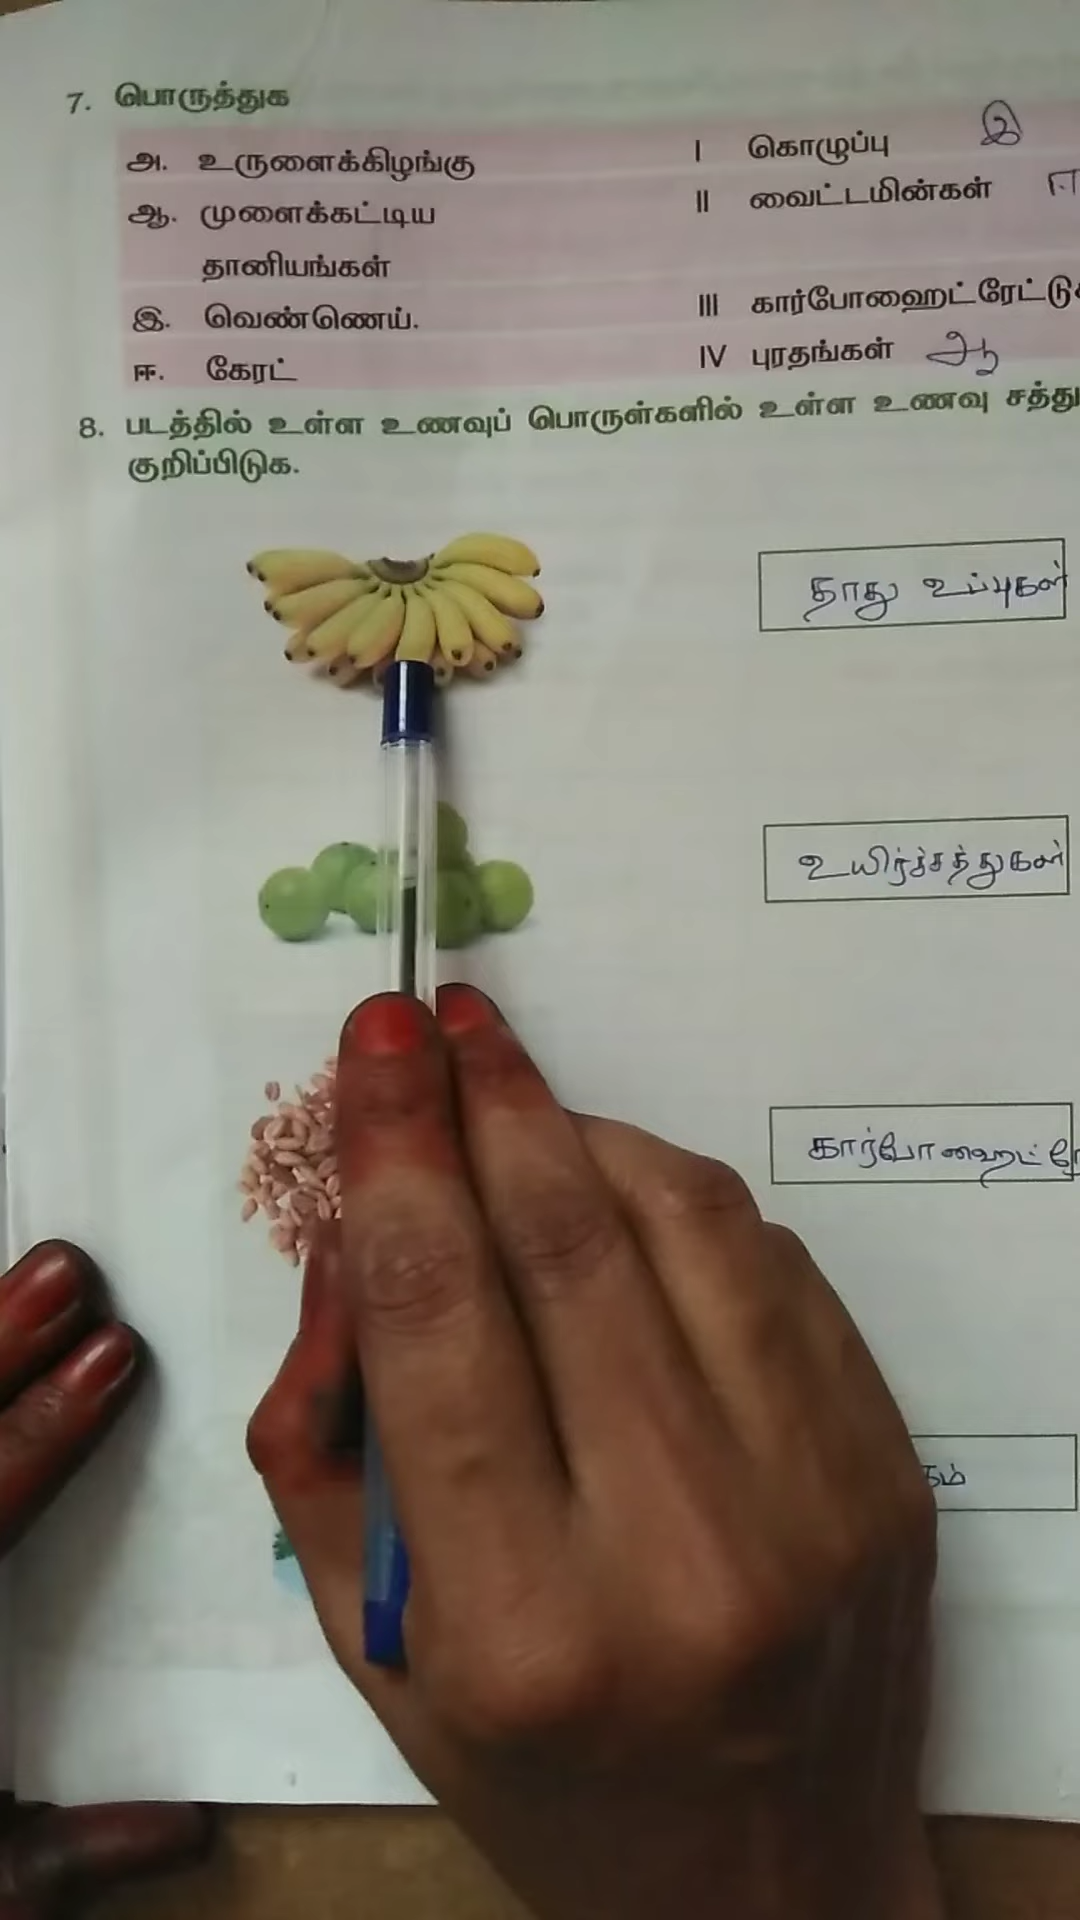 7. பொருத்துக
அ. உருளைக்கிழங்கு I கொழுப்பு இ
ஆ. முளைக்கட்டிய II வைட்டமின்கள்
தானியங்கள்
இ. வெண்ணெய். III கார்போஹைட்ரேட்டு
ஈ. கேரட் IV புரதங்கள் ஆ
8. படத்தில் உள்ள உணவுப் பொருள்களில் உள்ள உணவு சத்து
குறிப்பிடுக.
தாது உப்புகள்
உயிர்ச்சத்துகள்
கார்போஹைட்ரே